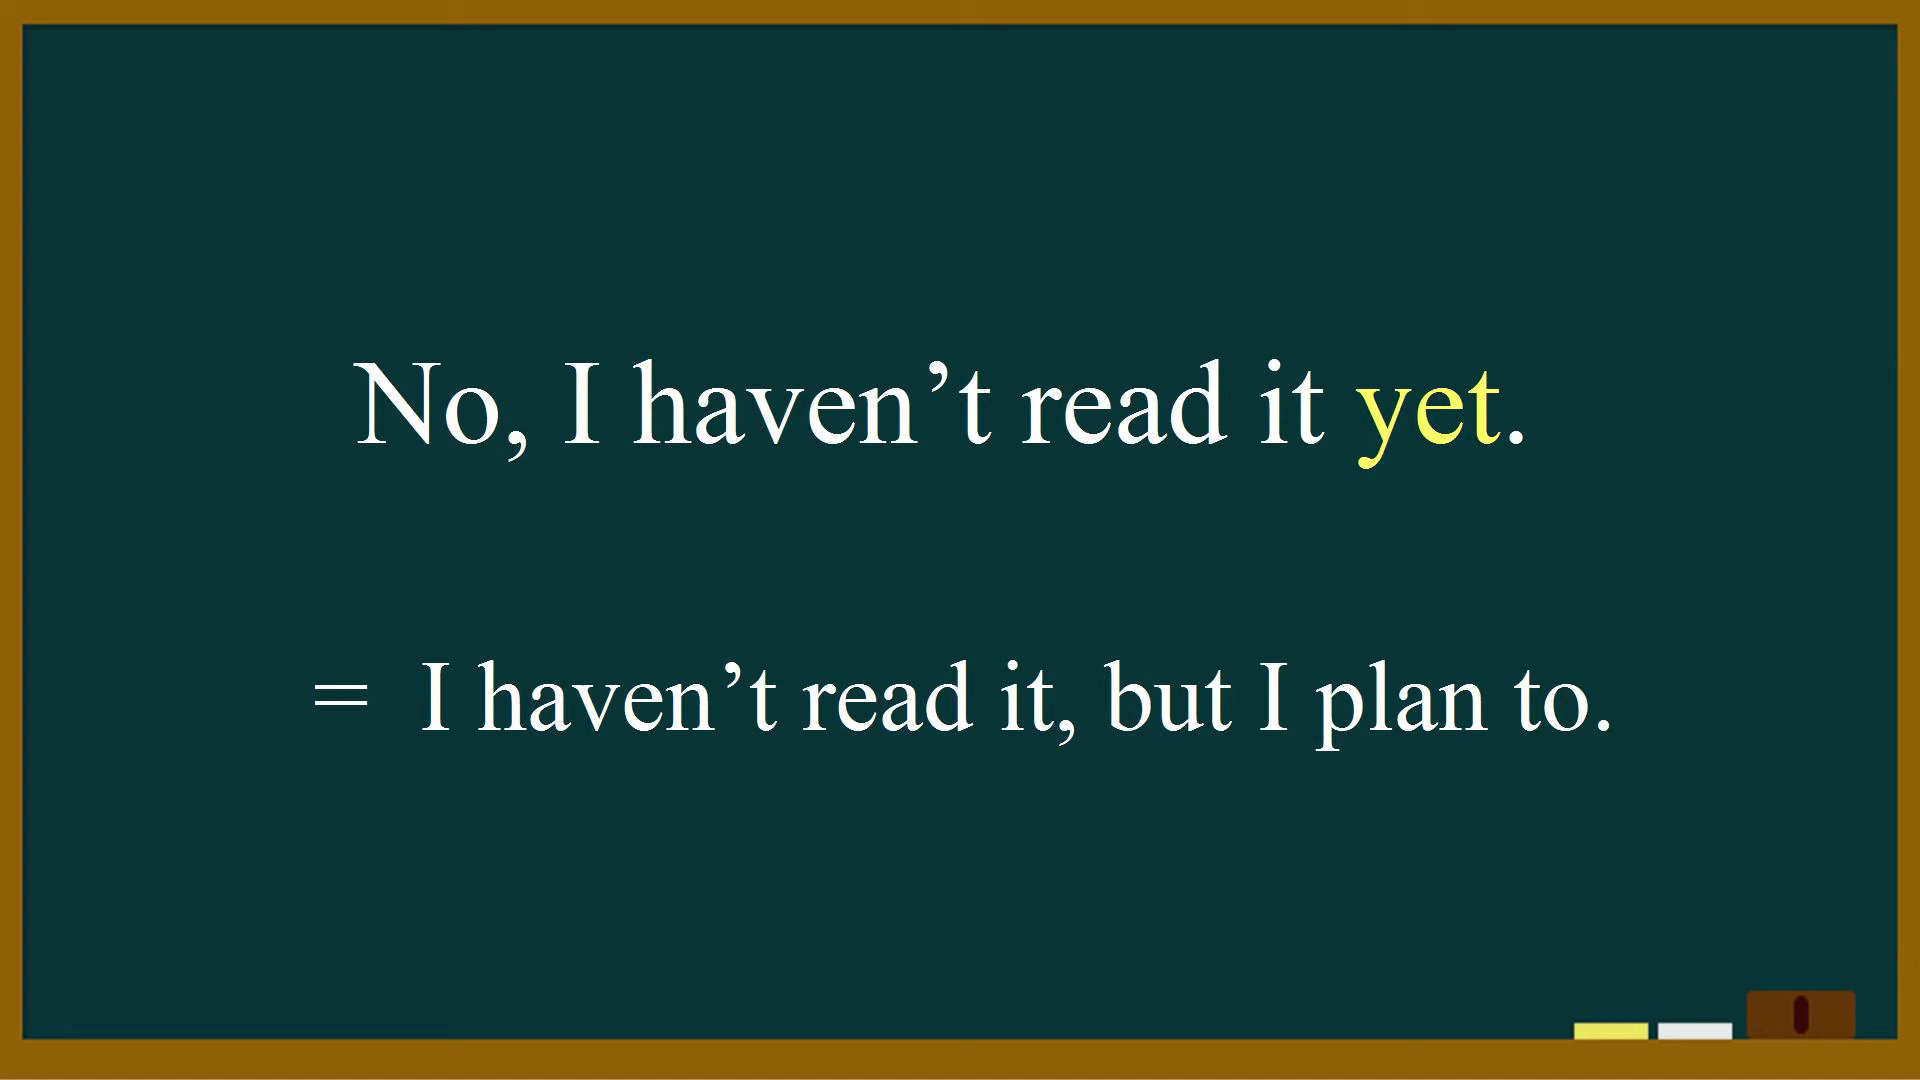 No, I haven’t read it yet.
= I haven’t read it, but I plan to.